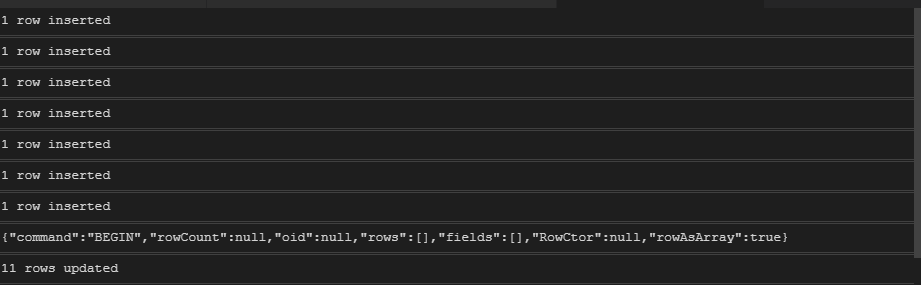 1 row inserted
1 row inserted
1 row inserted
1 row inserted
1 row inserted
1 row inserted
1 row inserted
{"command":"BEGIN","rowCount":null,"oid":null,"rows":[],"fields":[],"RowCtor":null,"rowAsArray":true}
11 rows updated